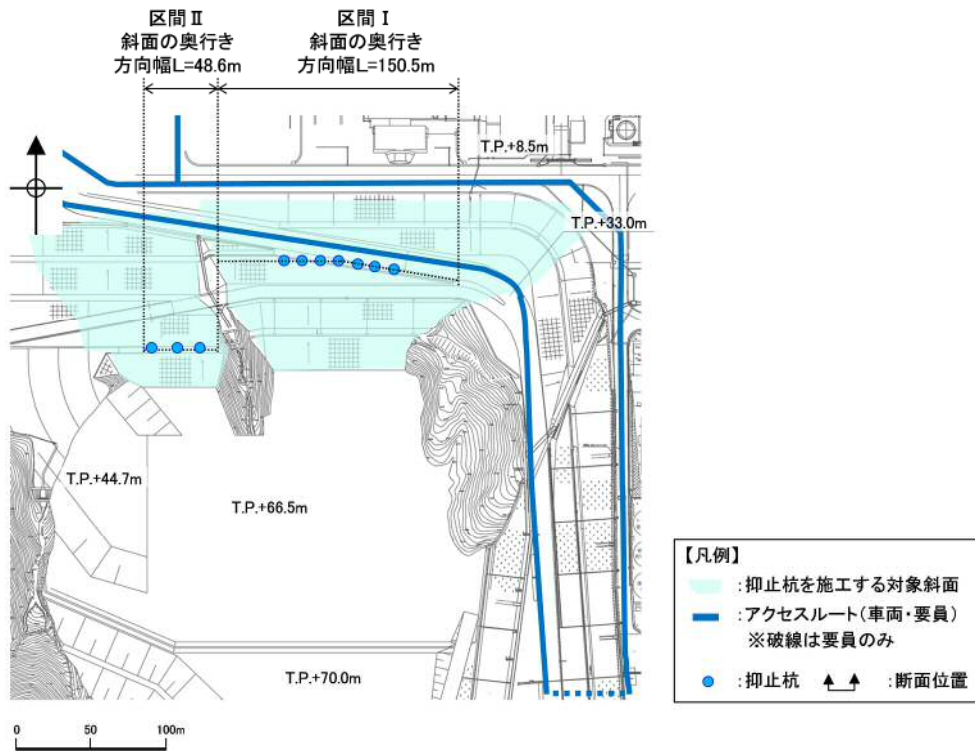 区間Ⅱ
斜面の奥行き
方向幅L=48.6m
区間Ⅰ
斜面の奥行き
方向幅L=150.5m
T.P.+8.5m
T.P.+33.0m
T.P.+44.7m
T.P.+66.5m
T.P.+70.0m
【凡例】
:抑止杭を施工する対象斜面
:アクセスルート(車両・要員)
※破線は要員のみ
:抑止杭 :断面位置
0 50 100m